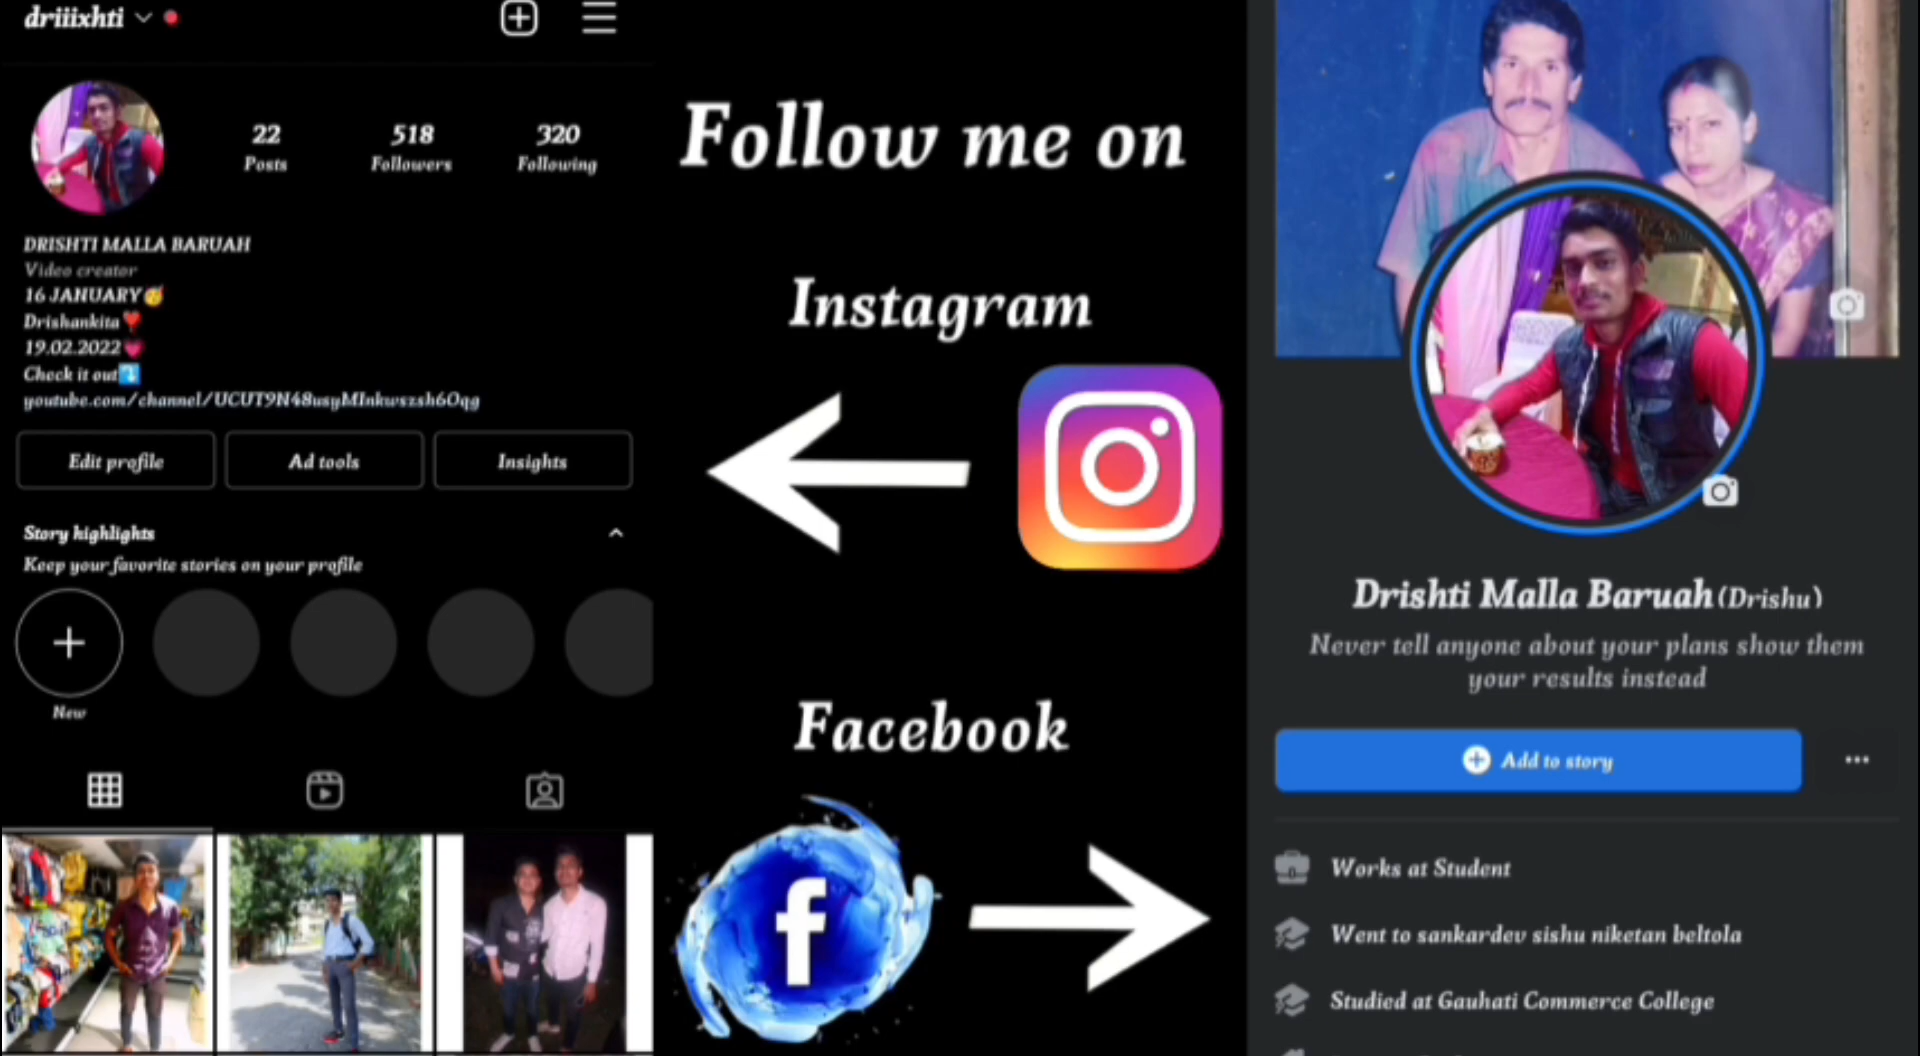 driiixhti
22
Posts
518
Followers
320
Following
DRISHTI MALLA BARUAH
Video creator
16 JANUARY🥳
Drishankita❣️
19.02.2022💗
Check it out⤵️
youtube.com/channel/UCUT9N48usyMInkwszsh6Oqg
Edit profile
Ad tools
Insights
Story highlights
Keep your favorite stories on your profile
New
Follow me on
Instagram
Facebook
f
Drishti Malla Baruah (Drishu)
Never tell anyone about your plans show them
your results instead
Add to story
Works at Student
Went to sankardev sishu niketan beltola
Studied at Gauhati Commerce College